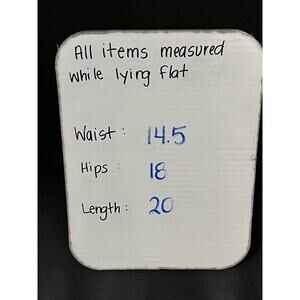 All items measured
while lying flat
Waist: 14.5
Hips: 18
Length: 20